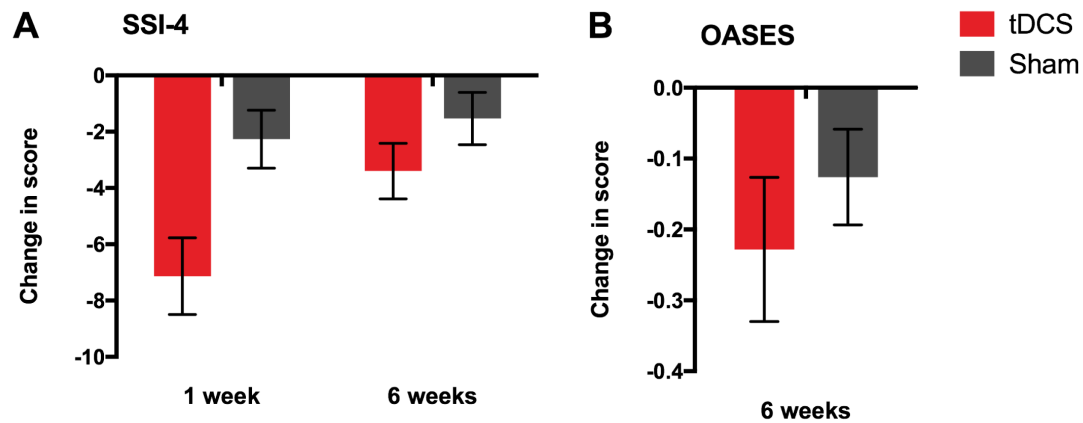 A
SSI-4
0
-2
-4
-6
-8
-10
Change in score
1 week
6 weeks
B
OASES
0.0
-0.1
-0.2
-0.3
-0.4
Change in score
6 weeks
tDCS
Sham